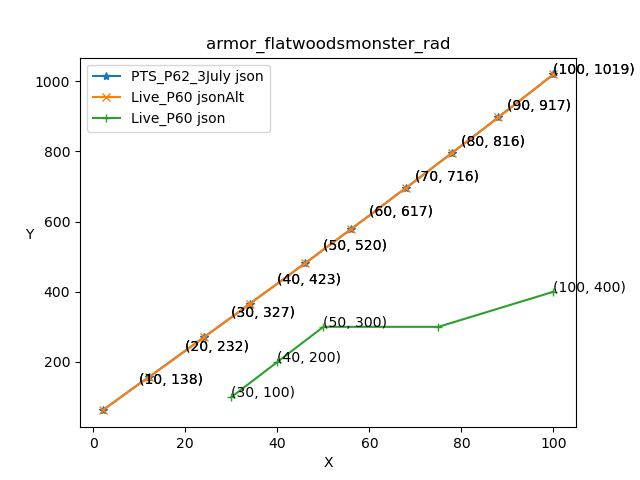 armor_flatwoodsmonster_rad
PTS_P62_3July json
Live_P60 jsonAlt
Live_P60 json
(100, 1019)
(90, 917)
(80, 816)
(70, 716)
(60, 617)
(50, 520)
(40, 423)
(30, 327)
(20, 232)
(10, 138)
(100, 400)
(50, 300)
(40, 200)
(30, 100)
Y
1000
800
600
400
200
0 20 40 60 80 100
X